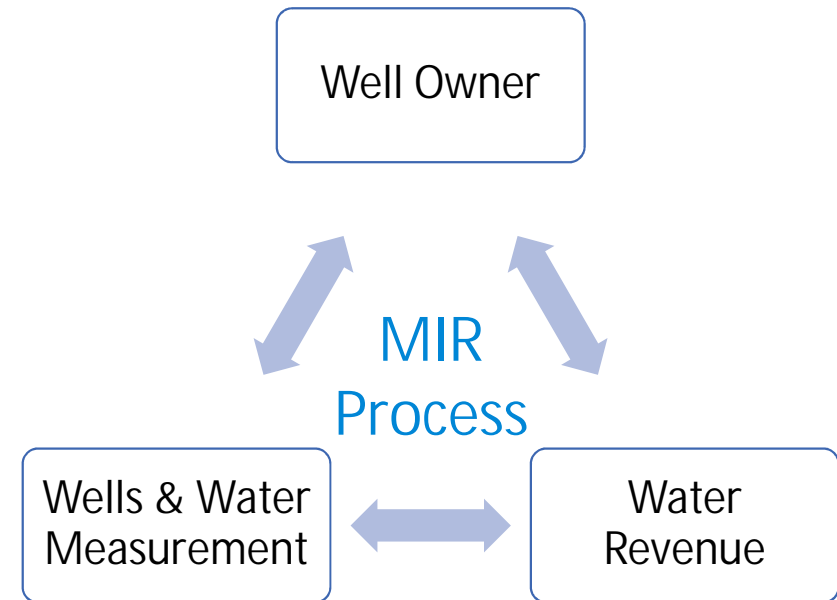 Well Owner
MIR
Process
Wells & Water
Measurement
Water
Revenue